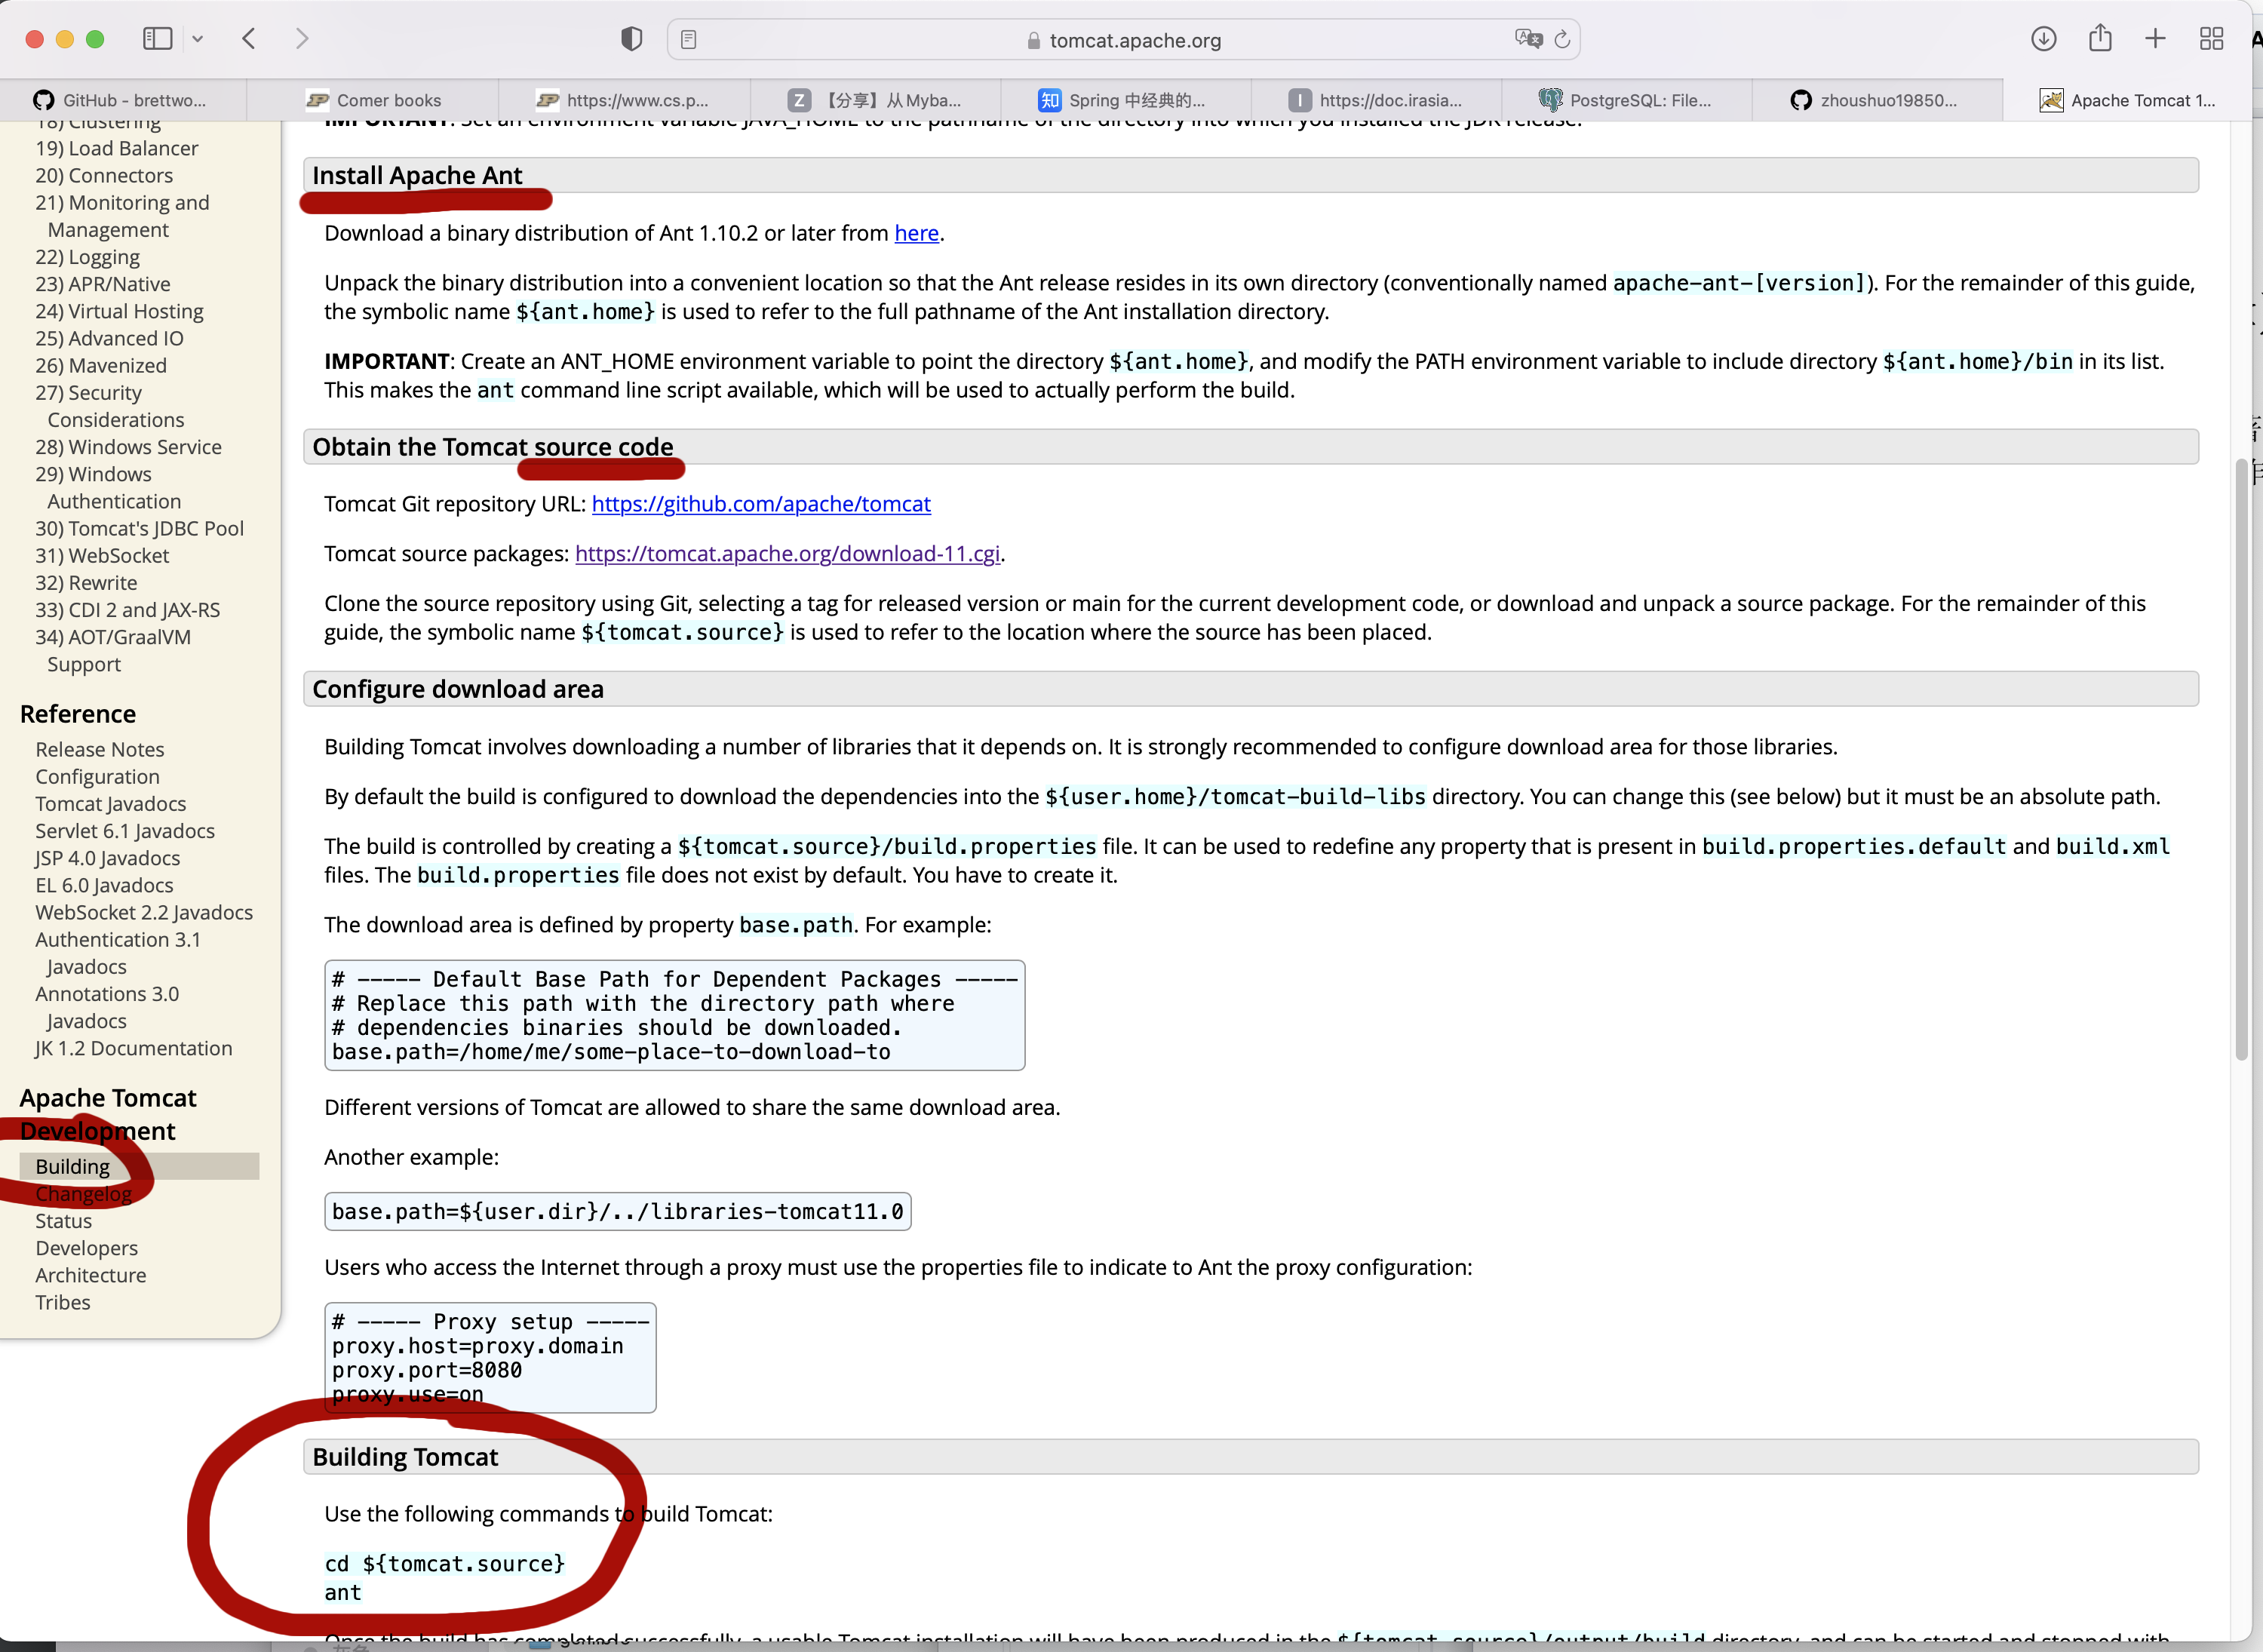 tomcat.apache.org
GitHub - brettwo...
Comer books
https://www.cs.p...
【分享】从Myba...
Spring 中经典的...
https://doc.irasia...
PostgreSQL: File...
zhoushuo19850...
Apache Tomcat 1...
18) Clustering
19) Load Balancer
20) Connectors
21) Monitoring and
Management
22) Logging
23) APR/Native
24) Virtual Hosting
25) Advanced IO
26) Mavenized
27) Security
Considerations
28) Windows Service
29) Windows
Authentication
30) Tomcat's JDBC Pool
31) WebSocket
32) Rewrite
33) CDI 2 and JAX-RS
34) AOT/GraalVM
Support
Reference
Release Notes
Configuration
Tomcat Javadocs
Servlet 6.1 Javadocs
JSP 4.0 Javadocs
EL 6.0 Javadocs
WebSocket 2.2 Javadocs
Authentication 3.1
Javadocs
Annotations 3.0
Javadocs
JK 1.2 Documentation
Apache Tomcat
Development
Building
Changelog
Status
Developers
Architecture
Tribes
IMPORTANT: Set an environment variable JAVA_HOME to the pathname of the directory into which you installed the JDK release.
Install Apache Ant
Download a binary distribution of Ant 1.10.2 or later from here.
Unpack the binary distribution into a convenient location so that the Ant release resides in its own directory (conventionally named apache-ant-[version]). For the remainder of this guide,
the symbolic name ${ant.home} is used to refer to the full pathname of the Ant installation directory.
IMPORTANT: Create an ANT_HOME environment variable to point the directory ${ant.home}, and modify the PATH environment variable to include directory ${ant.home}/bin in its list.
This makes the ant command line script available, which will be used to actually perform the build.
Obtain the Tomcat source code
Tomcat Git repository URL: https://github.com/apache/tomcat
Tomcat source packages: https://tomcat.apache.org/download-11.cgi.
Clone the source repository using Git, selecting a tag for released version or main for the current development code, or download and unpack a source package. For the remainder of this
guide, the symbolic name ${tomcat.source} is used to refer to the location where the source has been placed.
Configure download area
Building Tomcat involves downloading a number of libraries that it depends on. It is strongly recommended to configure download area for those libraries.
By default the build is configured to download the dependencies into the ${user.home}/tomcat-build-libs directory. You can change this (see below) but it must be an absolute path.
The build is controlled by creating a ${tomcat.source}/build.properties file. It can be used to redefine any property that is present in build.properties.default and build.xml
files. The build.properties file does not exist by default. You have to create it.
The download area is defined by property base.path. For example:
# ----- Default Base Path for Dependent Packages -----
# Replace this path with the directory path where
# dependencies binaries should be downloaded.
base.path=/home/me/some-place-to-download-to
Different versions of Tomcat are allowed to share the same download area.
Another example:
base.path=${user.dir}/../libraries-tomcat11.0
Users who access the Internet through a proxy must use the properties file to indicate to Ant the proxy configuration:
# ----- Proxy setup -----
proxy.host=proxy.domain
proxy.port=8080
proxy.use=on
Building Tomcat
Use the following commands to build Tomcat:
cd ${tomcat.source}
ant
Once the build has completed successfully, a usable Tomcat installation will have been produced in the ${tomcat.source}/output/build directory, and can be started and stopped with